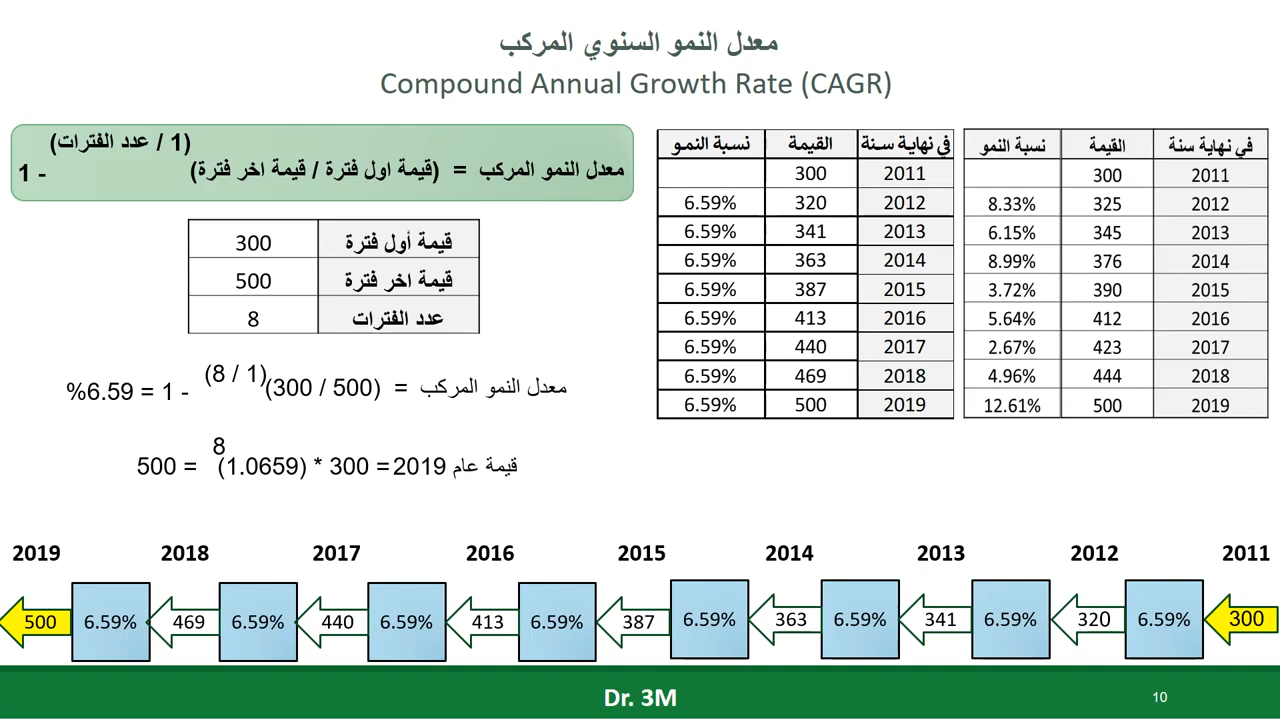 معدل النمو السنوي المركب
Compound Annual Growth Rate (CAGR)
معدل النمو المركب = (قيمة اول فترة / قيمة اخر فترة) (1 / عدد الفترات) - 1
قيمة أول فترة 300
قيمة اخر فترة 500
عدد الفترات 8
معدل النمو المركب = (500 / 300) (1 / 8) - 1 = 6.59%
قيمة عام 2019 = 300 * (1.0659) 8 = 500
في نهاية سنة القيمة نسبة النمو
2011 300
2012 325 8.33%
2013 345 6.15%
2014 376 8.99%
2015 390 3.72%
2016 412 5.64%
2017 423 2.67%
2018 444 4.96%
2019 500 12.61%
في نهاية سنة القيمة نسبة النمو
2011 300
2012 320 6.59%
2013 341 6.59%
2014 363 6.59%
2015 387 6.59%
2016 413 6.59%
2017 440 6.59%
2018 469 6.59%
2019 500 6.59%
2011 2012 2013 2014 2015 2016 2017 2018 2019
300 6.59% 320 6.59% 341 6.59% 363 6.59% 387 6.59% 413 6.59% 440 6.59% 469 6.59% 500
Dr. 3M
10